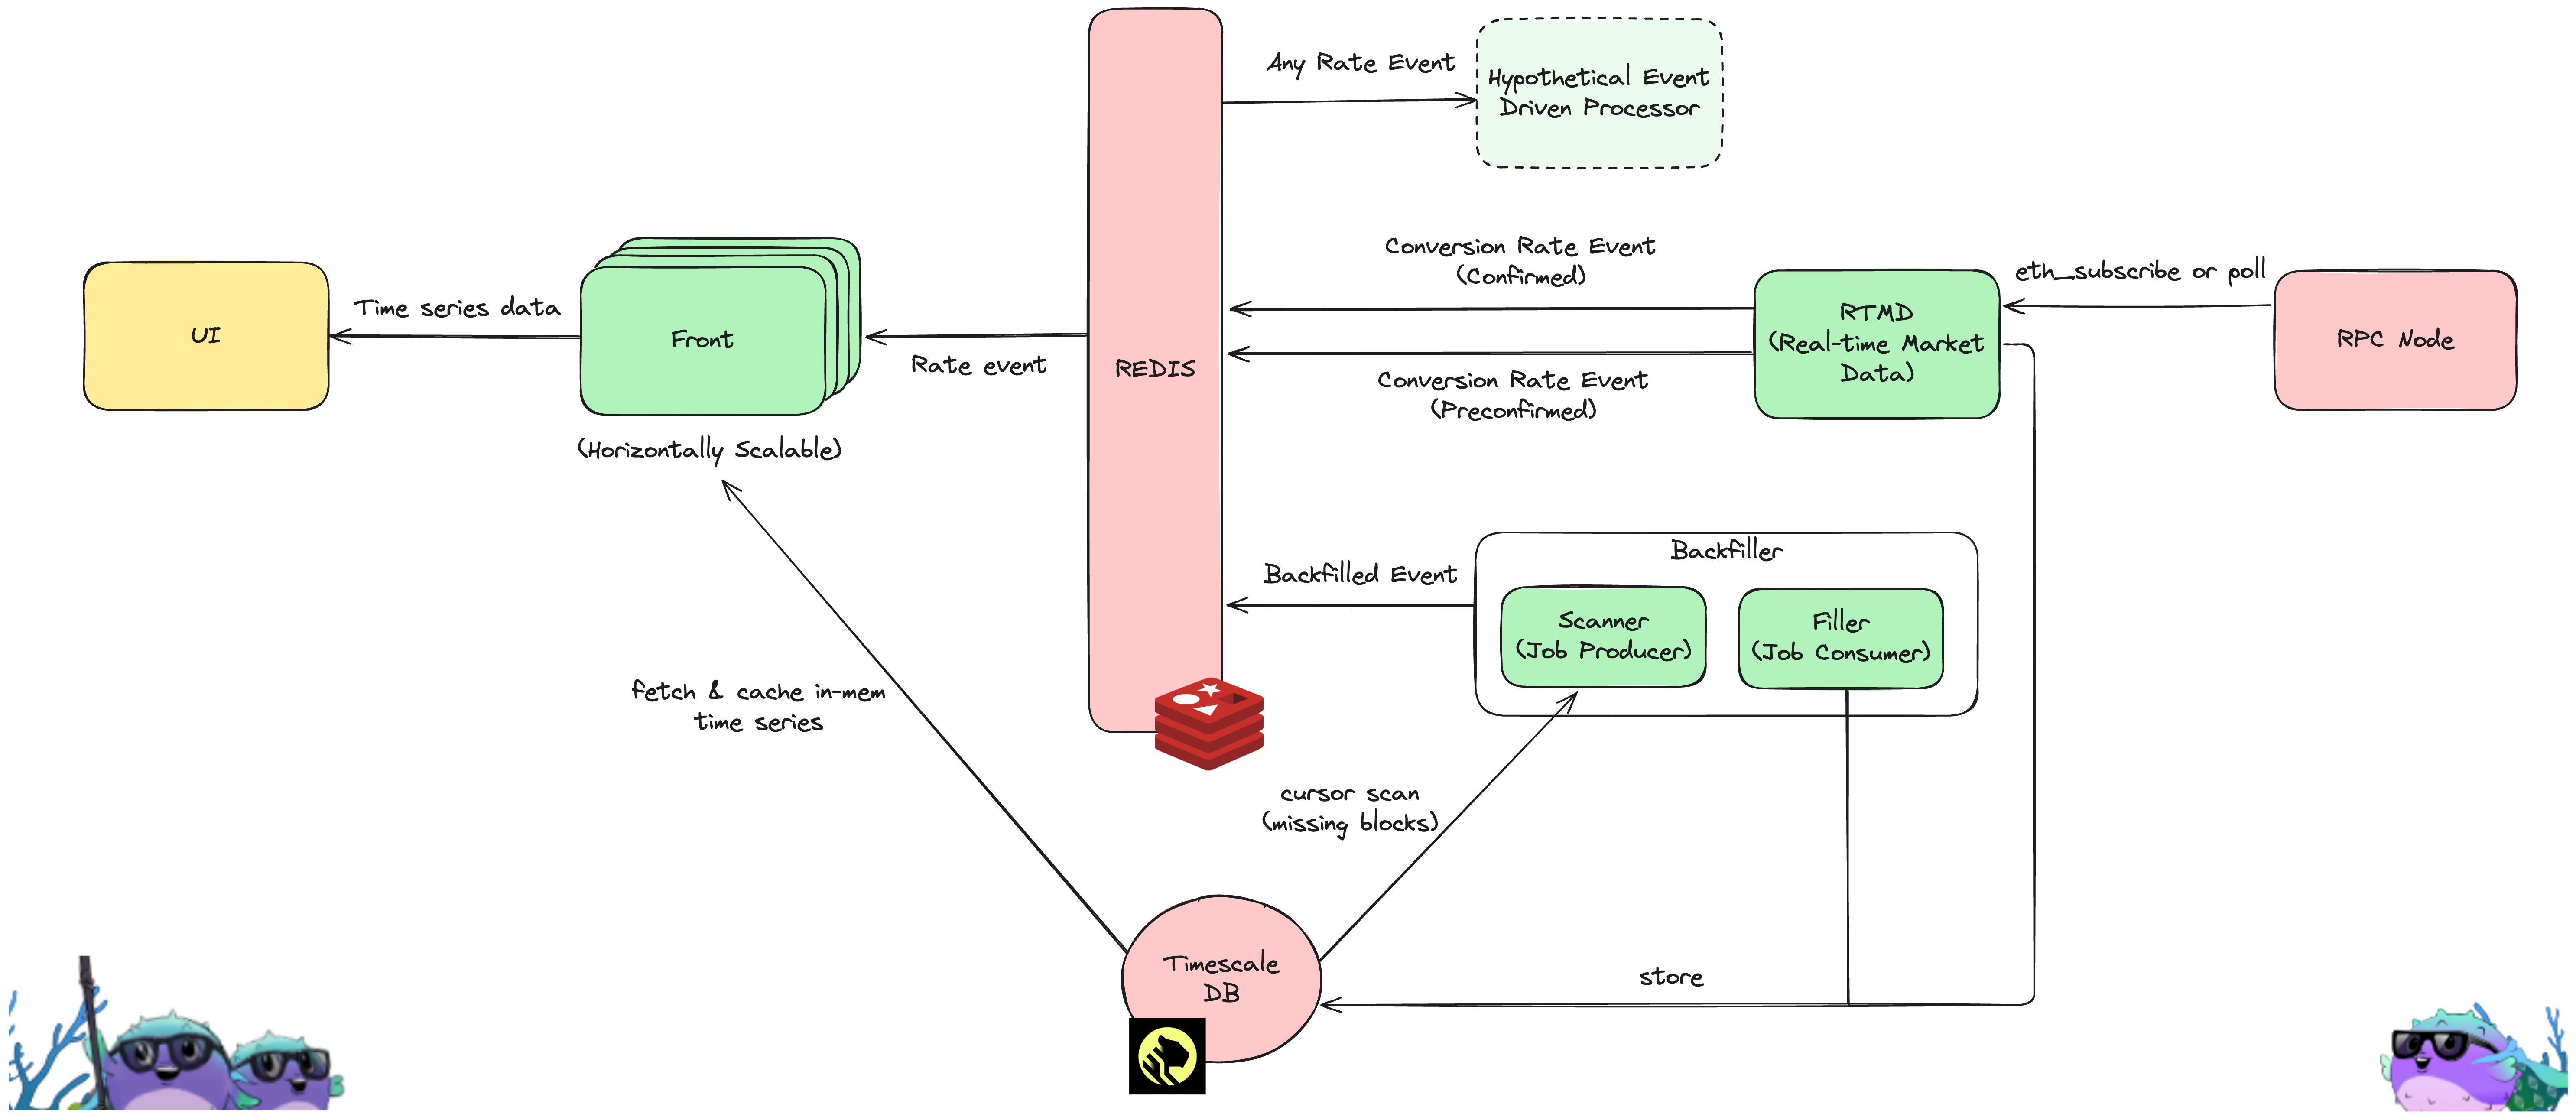 Any Rate Event
Hypothetical Event
Driven Processor
Conversion Rate Event
(Confirmed)
eth_subscribe or poll
UI
Time series data
Front
(Horizontally Scalable)
Rate event
REDIS
Conversion Rate Event
(Preconfirmed)
RTMD
(Real-time Market
Data)
RPC Node
Backfilled Event
Backfiller
Scanner
(Job Producer)
Filler
(Job Consumer)
fetch & cache in-mem
time series
cursor scan
(missing blocks)
Timescale
DB
store